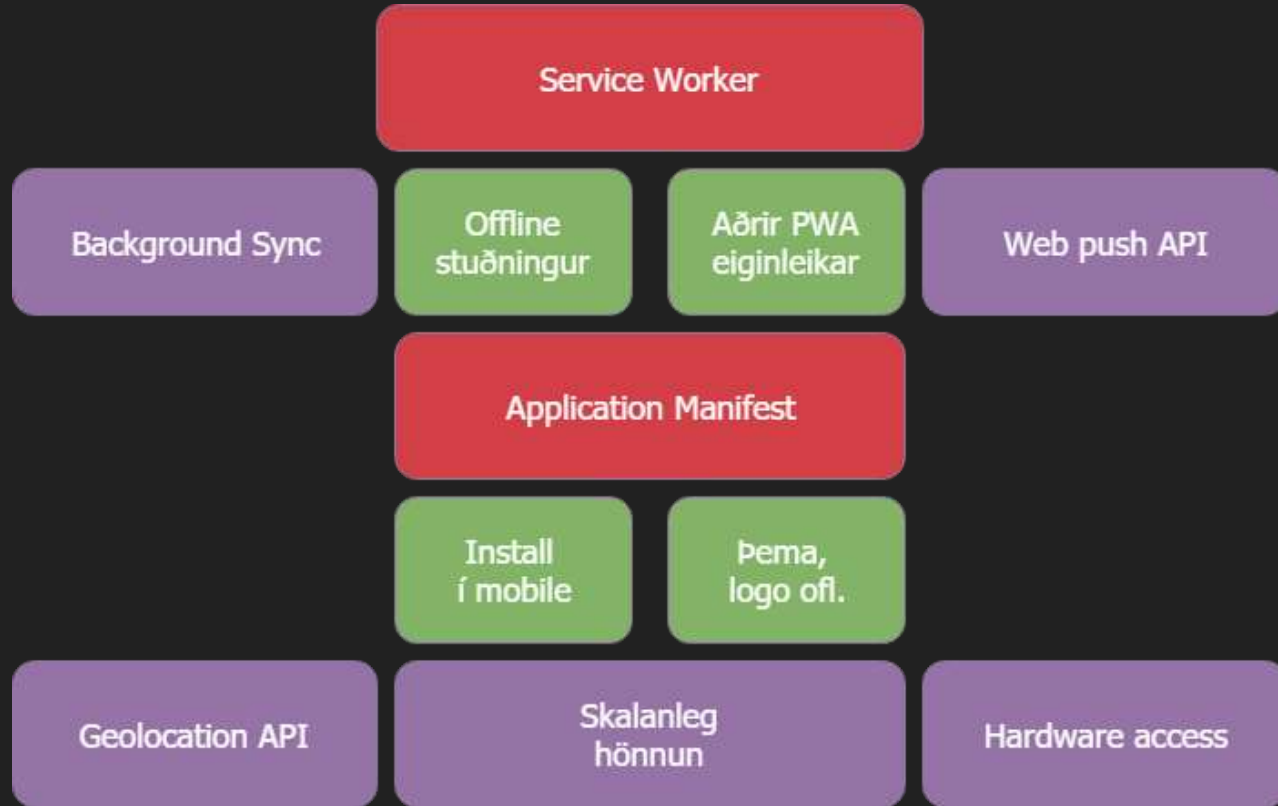 Service Worker
Background Sync
Offline
stuðningur
Aðrir PWA
eiginleikar
Web push API
Application Manifest
Install
í mobile
Þema,
logo ofl.
Geolocation API
Skalanleg
hönnun
Hardware access